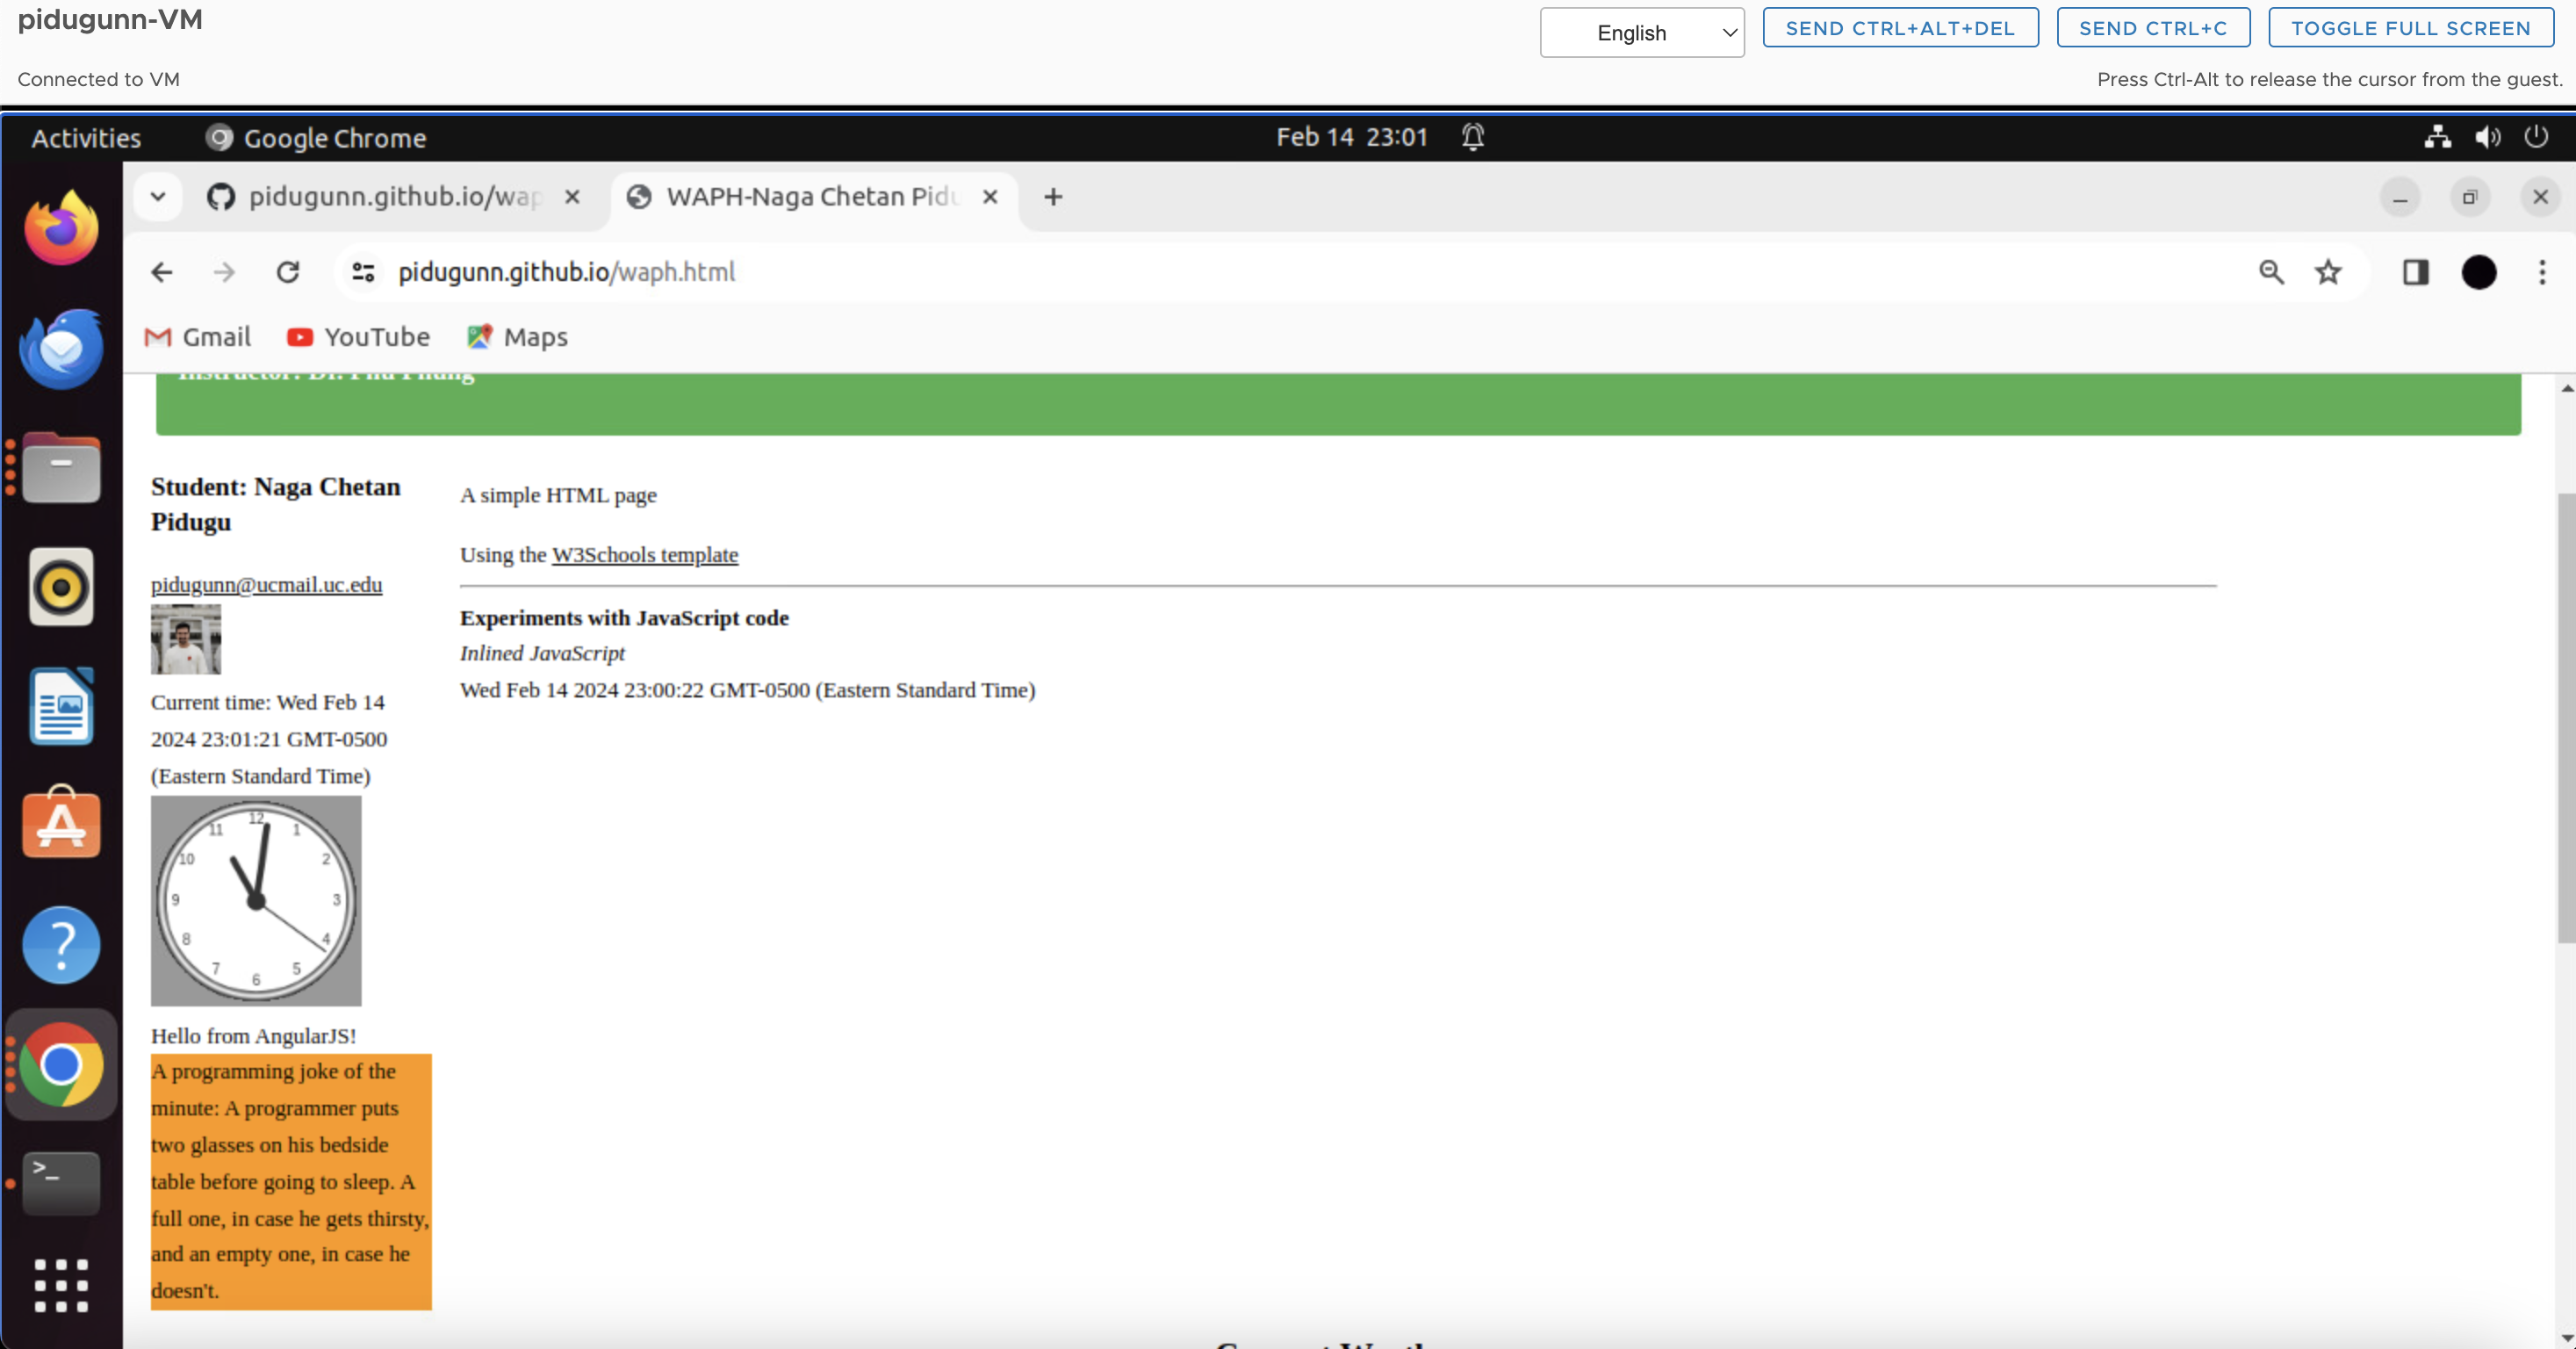 pidugunn-VM
English
SEND CTRL+ALT+DEL
SEND CTRL+C
TOGGLE FULL SCREEN
Connected to VM
Press Ctrl-Alt to release the cursor from the guest.
Activities
Google Chrome
Feb 14 23:01
pidugunn.github.io/wap
WAPH-Naga Chetan Pidu
pidugunn.github.io/waph.html
Gmail
YouTube
Maps
Instructor: Dr. Phu Phung
Student: Naga Chetan
Pidugu
pidugunn@ucmail.uc.edu
Current time: Wed Feb 14
2024 23:01:21 GMT-0500
(Eastern Standard Time)
12
1
2
3
4
5
6
7
8
9
10
11
Hello from AngularJS!
A programming joke of the
minute: A programmer puts
two glasses on his bedside
table before going to sleep. A
full one, in case he gets thirsty,
and an empty one, in case he
doesn't.
A simple HTML page
Using the W3Schools template
Experiments with JavaScript code
Inlined JavaScript
Wed Feb 14 2024 23:00:22 GMT-0500 (Eastern Standard Time)